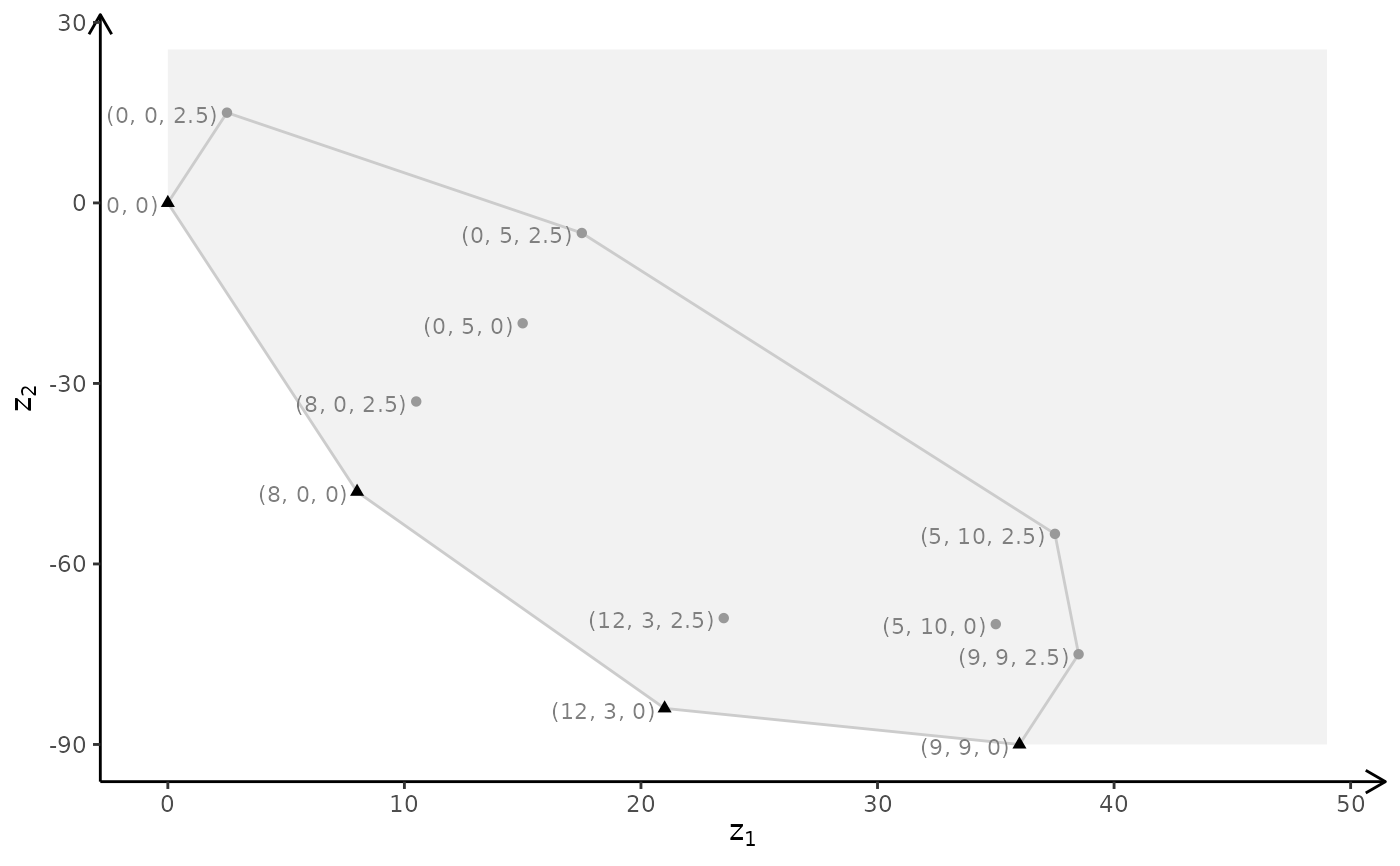 30
(0, 0, 2.5)
0
0, 0)
(0, 5, 2.5)
(0, 5, 0)
-30
z2
(8, 0, 2.5)
(8, 0, 0)
(5, 10, 2.5)
-60
(12, 3, 2.5)
(5, 10, 0)
(9, 9, 2.5)
(12, 3, 0)
-90
(9, 9, 0)
0 10 20 30 40 50
z1